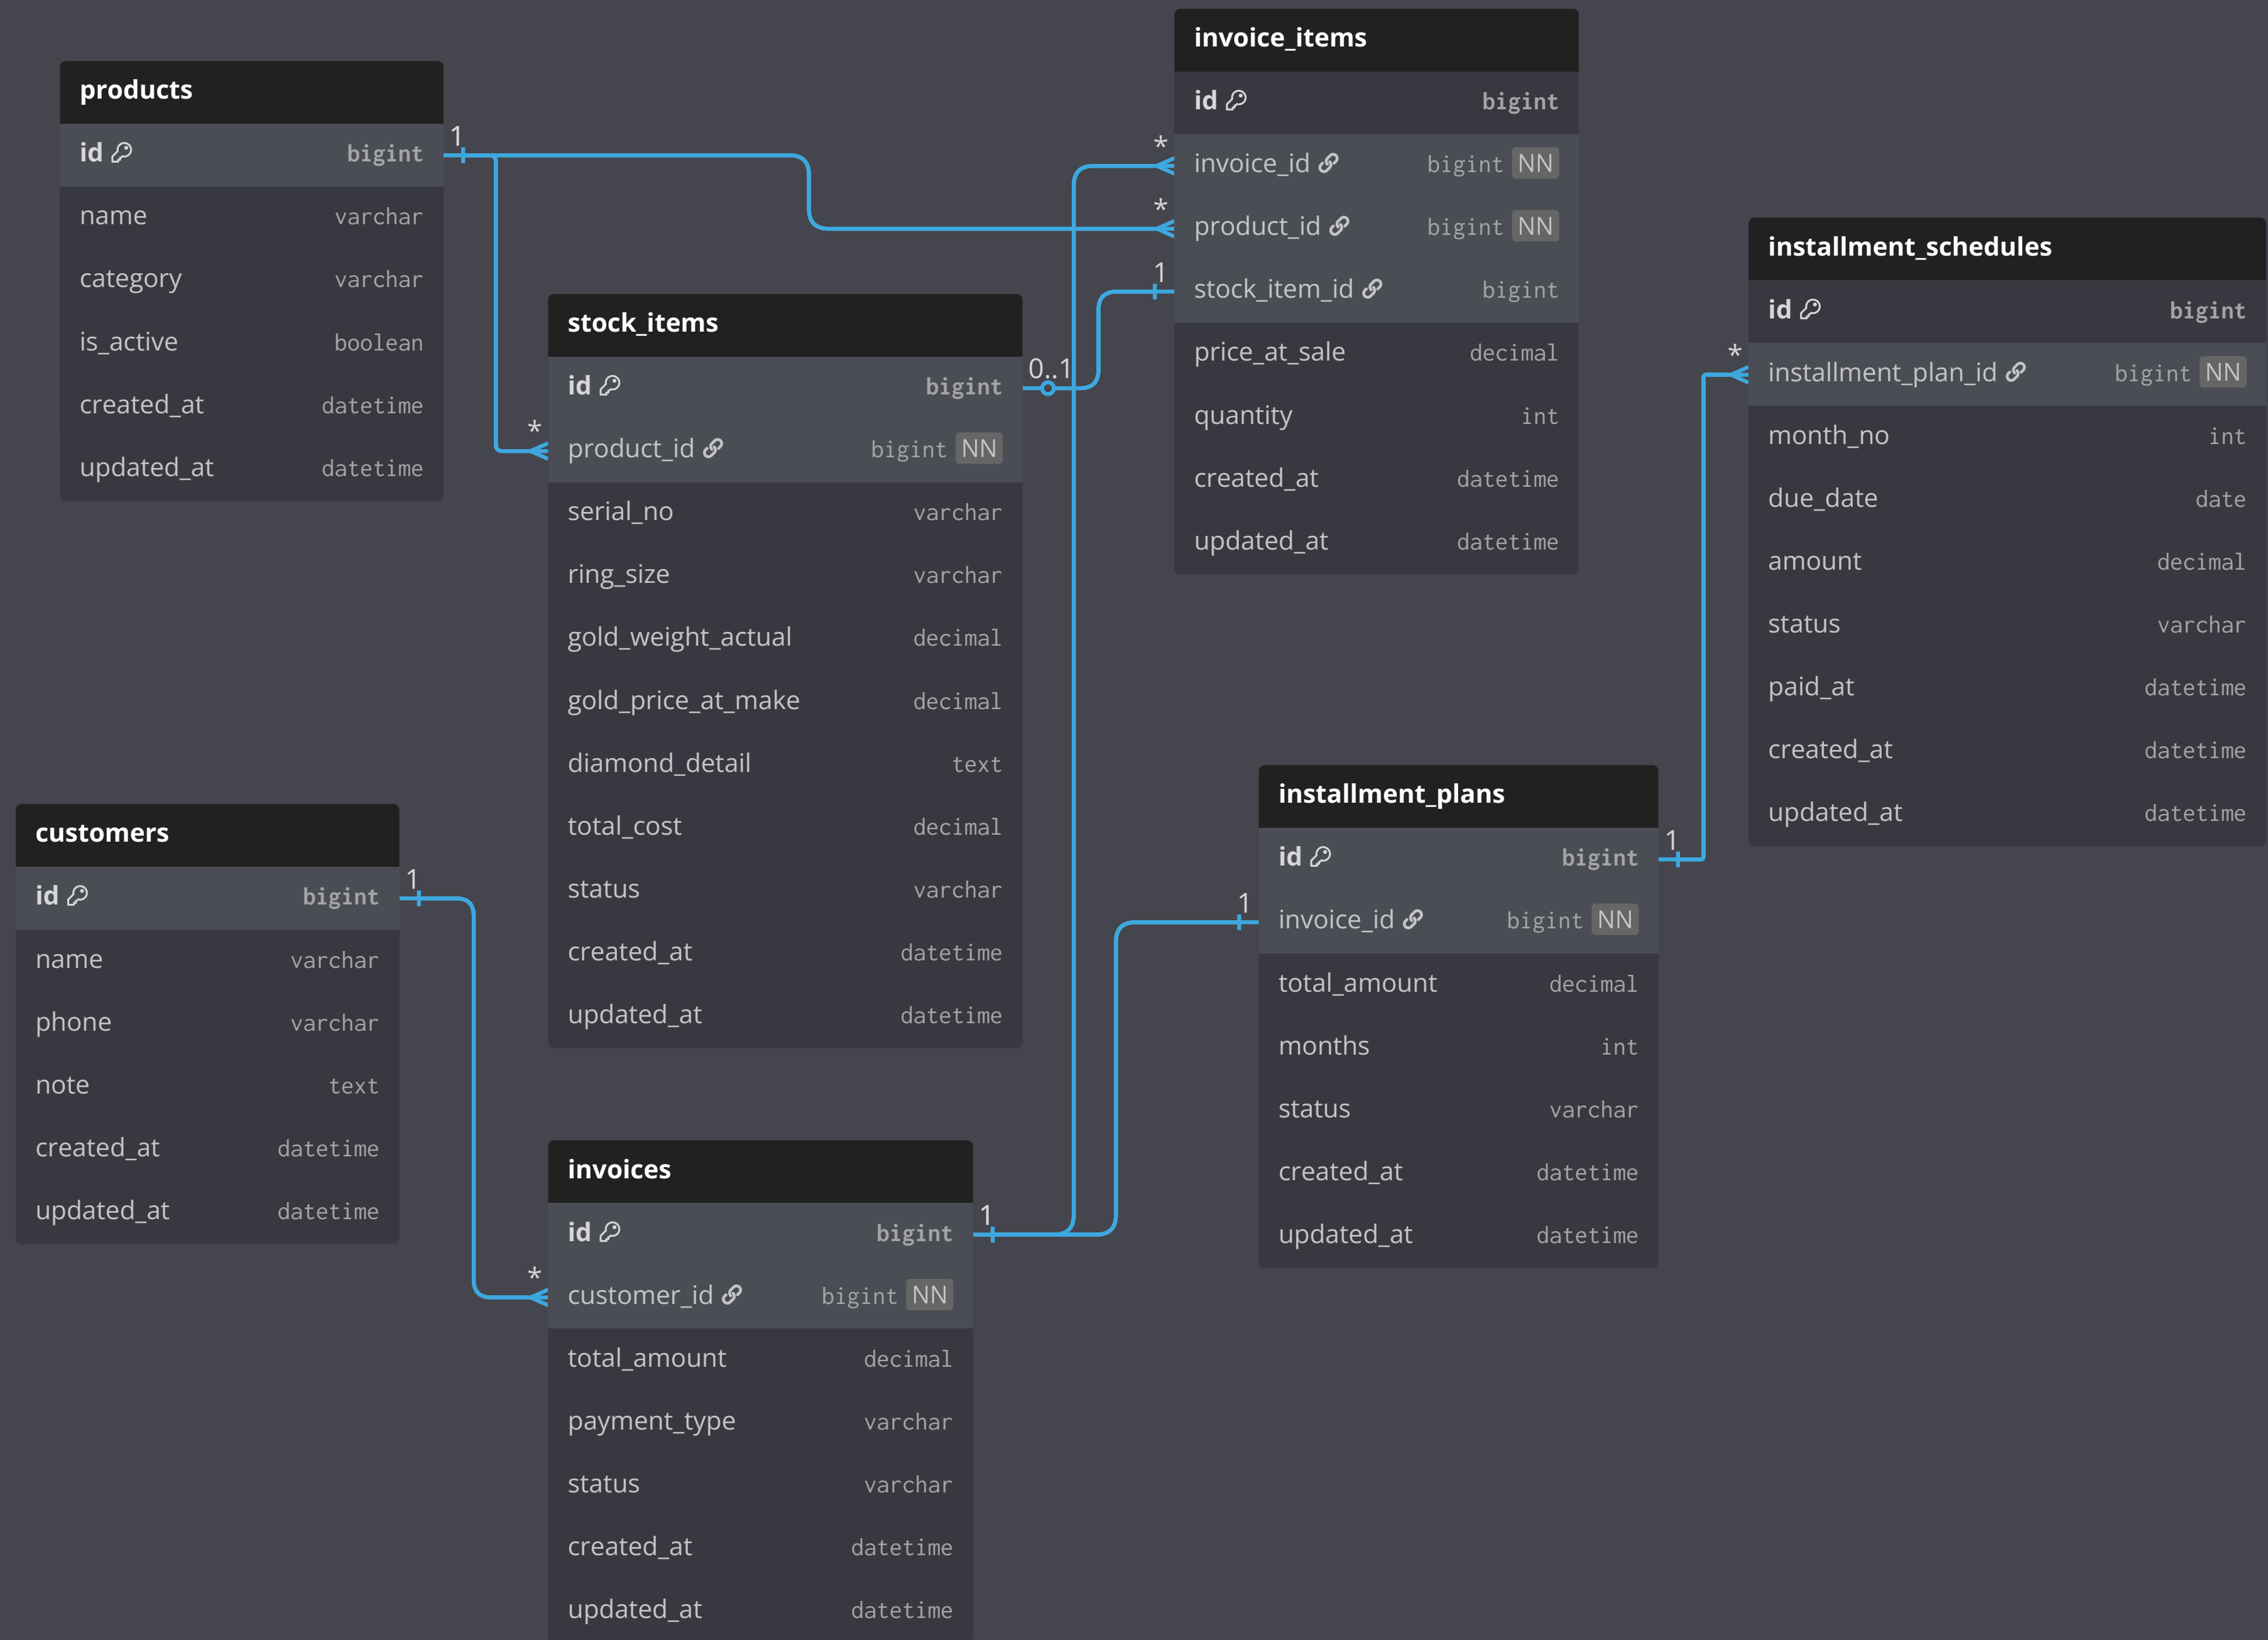 products
id bigint
name varchar
category varchar
is_active boolean
created_at datetime
updated_at datetime
1
*
stock_items
id bigint
product_id bigint NN
serial_no varchar
ring_size varchar
gold_weight_actual decimal
gold_price_at_make decimal
diamond_detail text
total_cost decimal
status varchar
created_at datetime
updated_at datetime
0..1
invoice_items
id bigint
* invoice_id bigint NN
* product_id bigint NN
1 stock_item_id bigint
price_at_sale decimal
quantity int
created_at datetime
updated_at datetime
installment_schedules
id bigint
* installment_plan_id bigint NN
month_no int
due_date date
amount decimal
status varchar
paid_at datetime
created_at datetime
updated_at datetime
customers
id bigint 1
name varchar
phone varchar
note text
created_at datetime
updated_at datetime
invoices
id bigint 1
* customer_id bigint NN
total_amount decimal
payment_type varchar
status varchar
created_at datetime
updated_at datetime
installment_plans
id bigint 1
1 invoice_id bigint NN
total_amount decimal
months int
status varchar
created_at datetime
updated_at datetime